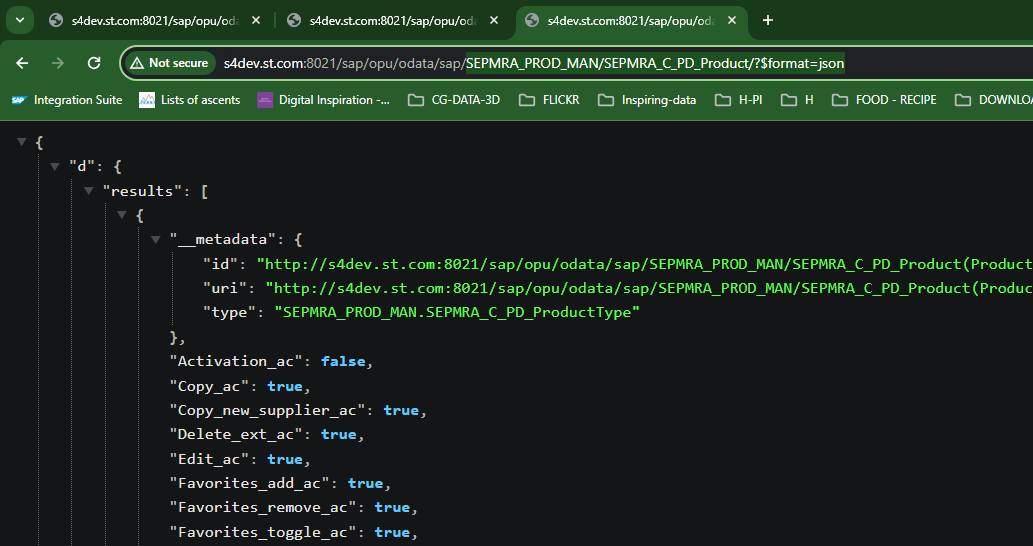 s4dev.st.com:8021/sap/opu/oda
s4dev.st.com:8021/sap/opu/oda
s4dev.st.com:8021/sap/opu/oda
Not secure s4dev.st.com:8021/sap/opu/odata/sap/SEPMRA_PROD_MAN/SEPMRA_C_PD_Product/?$format=json
SAP Integration Suite Lists of ascents Digital Inspiration -... CG-DATA-3D FLICKR Inspiring-data H-PI H FOOD - RECIPE DOWNLOA
{
"d": {
"results": [
{
"__metadata": {
"id": "http://s4dev.st.com:8021/sap/opu/odata/sap/SEPMRA_PROD_MAN/SEPMRA_C_PD_Product(Product
"uri": "http://s4dev.st.com:8021/sap/opu/odata/sap/SEPMRA_PROD_MAN/SEPMRA_C_PD_Product(Produc
"type": "SEPMRA_PROD_MAN.SEPMRA_C_PD_ProductType"
},
"Activation_ac": false,
"Copy_ac": true,
"Copy_new_supplier_ac": true,
"Delete_ext_ac": true,
"Edit_ac": true,
"Favorites_add_ac": true,
"Favorites_remove_ac": true,
"Favorites_toggle_ac": true,